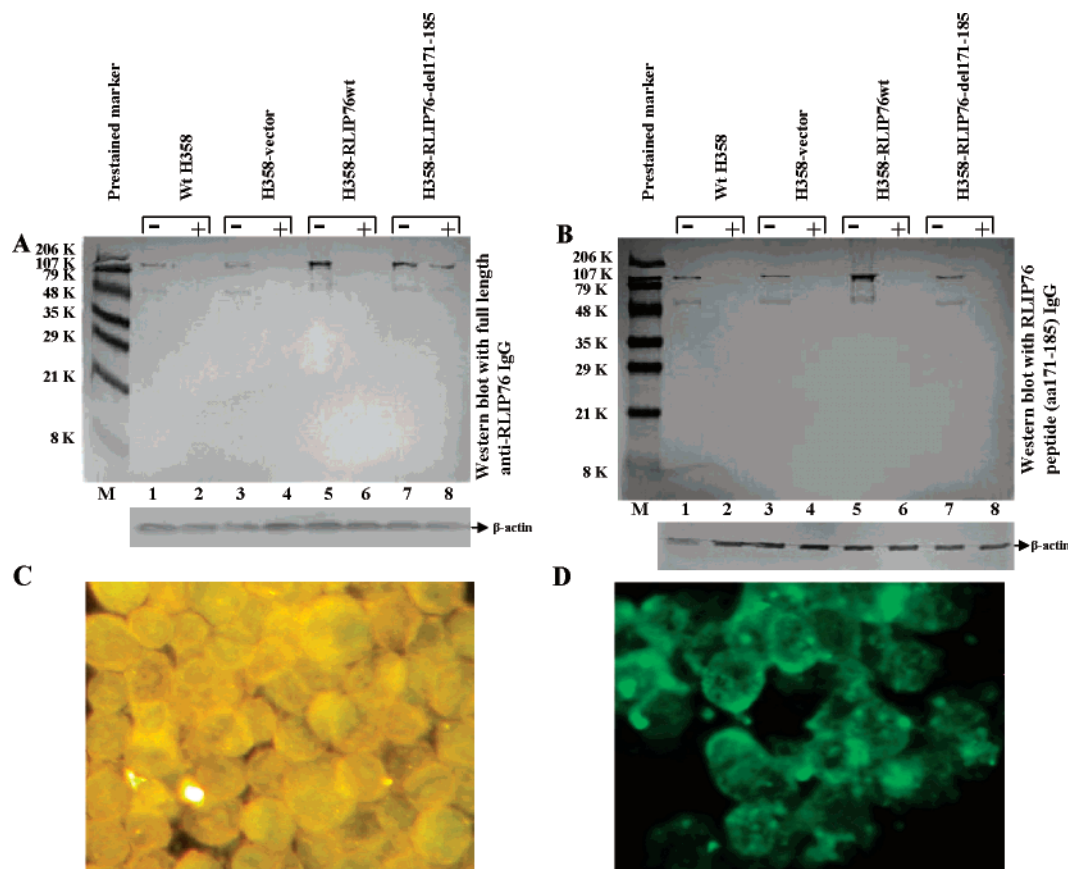 Prestained marker
Wt H358
H358-vector
H358-RLIP76wt
H358-RLIP76-del171-185
- + - + - + - +
A
206 K
107 K
79 K
48 K
35 K
29 K
21 K
8 K
Western blot with full length
anti-RLIP76 IgG
M 1 2 3 4 5 6 7 8
β-actin
Prestained marker
Wt H358
H358-vector
H358-RLIP76wt
H358-RLIP76-del171-185
- + - + - + - +
B
206 K
107 K
79 K
48 K
35 K
29 K
21 K
8 K
Western blot with RLIP76
peptide (aa171-185) IgG
M 1 2 3 4 5 6 7 8
β-actin
C
D